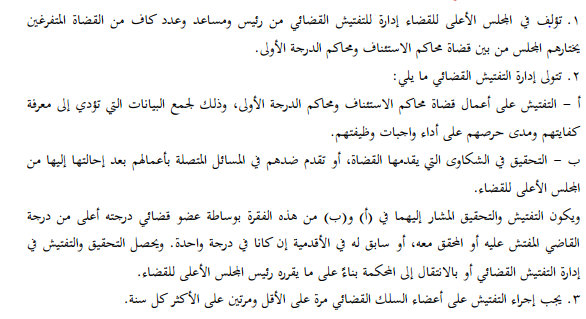 ١. تؤلف في المجلس الأعلى للقضاء إدارة للتفتيش القضائي من رئيس ومساعد وعدد كاف من القضاة المتفرغين
يختارهم المجلس من بين قضاة محاكم الاستئناف ومحاكم الدرجة الأولى.
٢. تتولى إدارة التفتيش القضائي ما يلي:
أ – التفتيش على أعمال قضاة محاكم الاستئناف ومحاكم الدرجة الأولى، وذلك لجمع البيانات التي تؤدي إلى معرفة
كفايتهم ومدى حرصهم على أداء واجبات وظيفتهم.
ب – التحقيق في الشكاوى التي يقدمها القضاة، أو تقدم ضدهم في المسائل المتصلة بأعمالهم بعد إحالتها إليها من
المجلس الأعلى للقضاء.
ويكون التفتيش والتحقيق المشار إليهما في (أ) و(ب) من هذه الفقرة بوساطة عضو قضائي درجته أعلى من درجة
القاضي المفتش عليه أو المحقق معه، أو سابق له في الأقدمية إن كانا في درجة واحدة. ويحصل التحقيق والتفتيش في
إدارة التفتيش القضائي أو بالانتقال إلى المحكمة بناءً على ما يقرره رئيس المجلس الأعلى للقضاء.
٣. يجب إجراء التفتيش على أعضاء السلك القضائي مرة على الأقل ومرتين على الأكثر كل سنة.